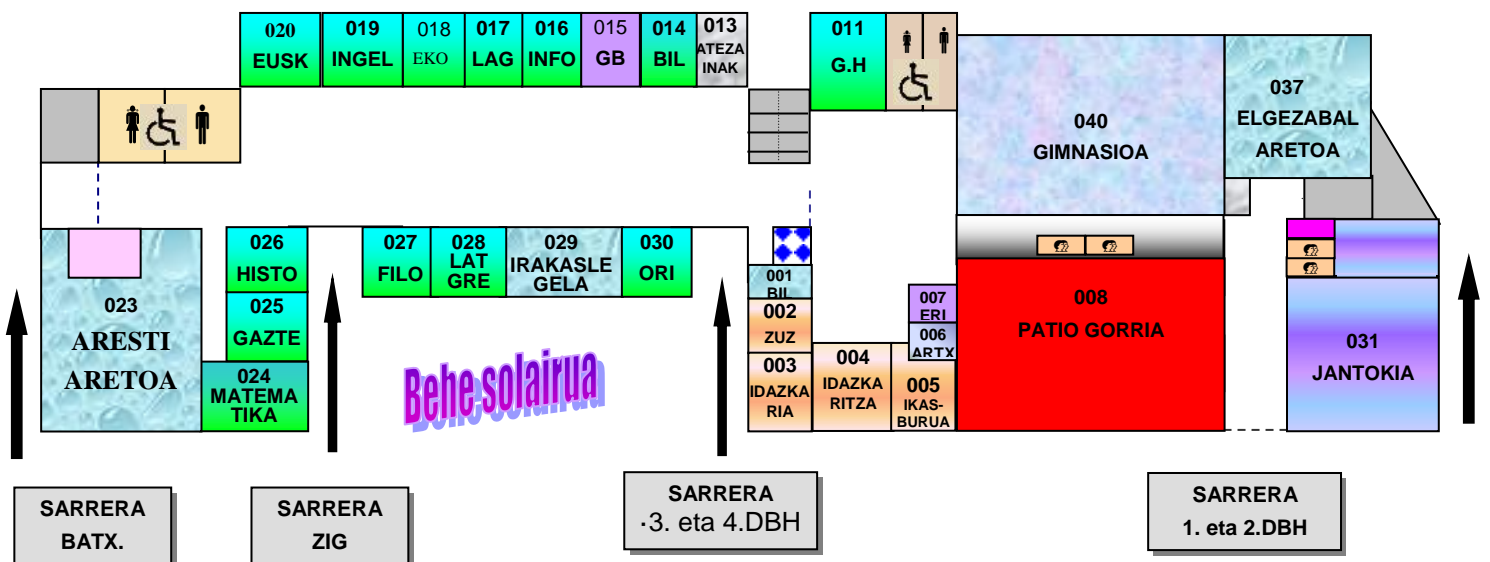 020
EUSK
019
INGEL
018
EKO
017
LAG
016
INFO
015
GB
014
BIL
013
ATEZA
INAK
011
G.H
040
GIMNASIOA
037
ELGEZABAL
ARETOA
023
ARESTI
ARETOA
026
HISTO
025
GAZTE
024
MATEMA
TIKA
027
FILO
028
LAT
GRE
029
IRAKASLE
GELA
030
ORI
001
BIL
002
ZUZ
003
IDAZKA
RIA
004
IDAZKA
RITZA
007
ERI
006
ARTX
005
IKAS-
BURUA
008
PATIO GORRIA
031
JANTOKIA
Behe solairua
SARRERA
BATX.
SARRERA
ZIG
SARRERA
·3. eta 4.DBH
SARRERA
1. eta 2.DBH